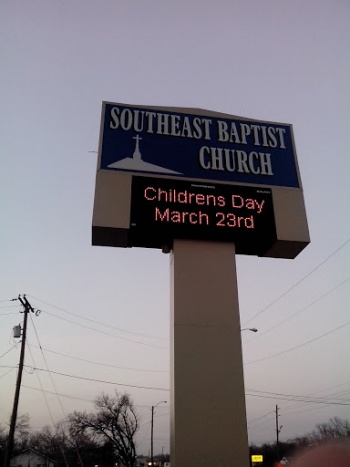 SOUTHEAST BAPTIST
CHURCH
Childrens Day
March 23rd